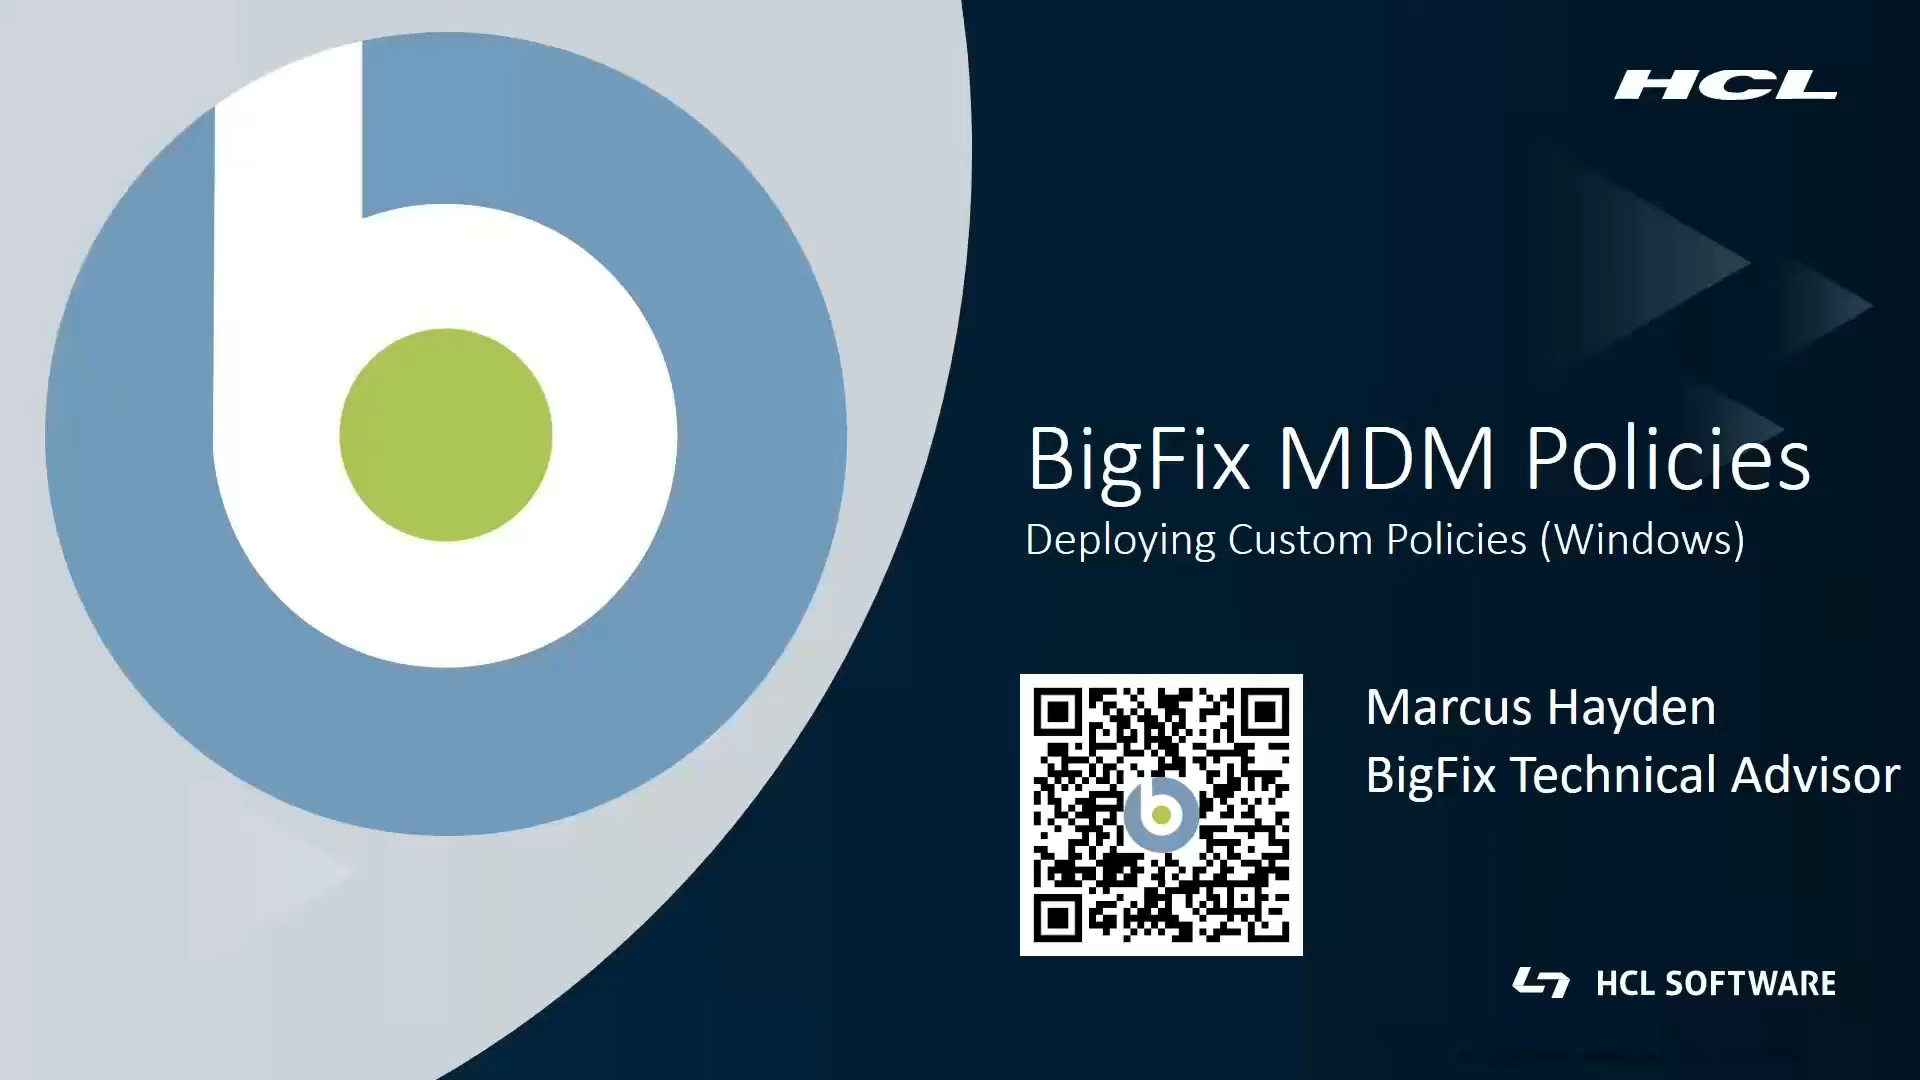 HCL
BigFix MDM Policies
Deploying Custom Policies (Windows)
Marcus Hayden
BigFix Technical Advisor
HCL SOFTWARE